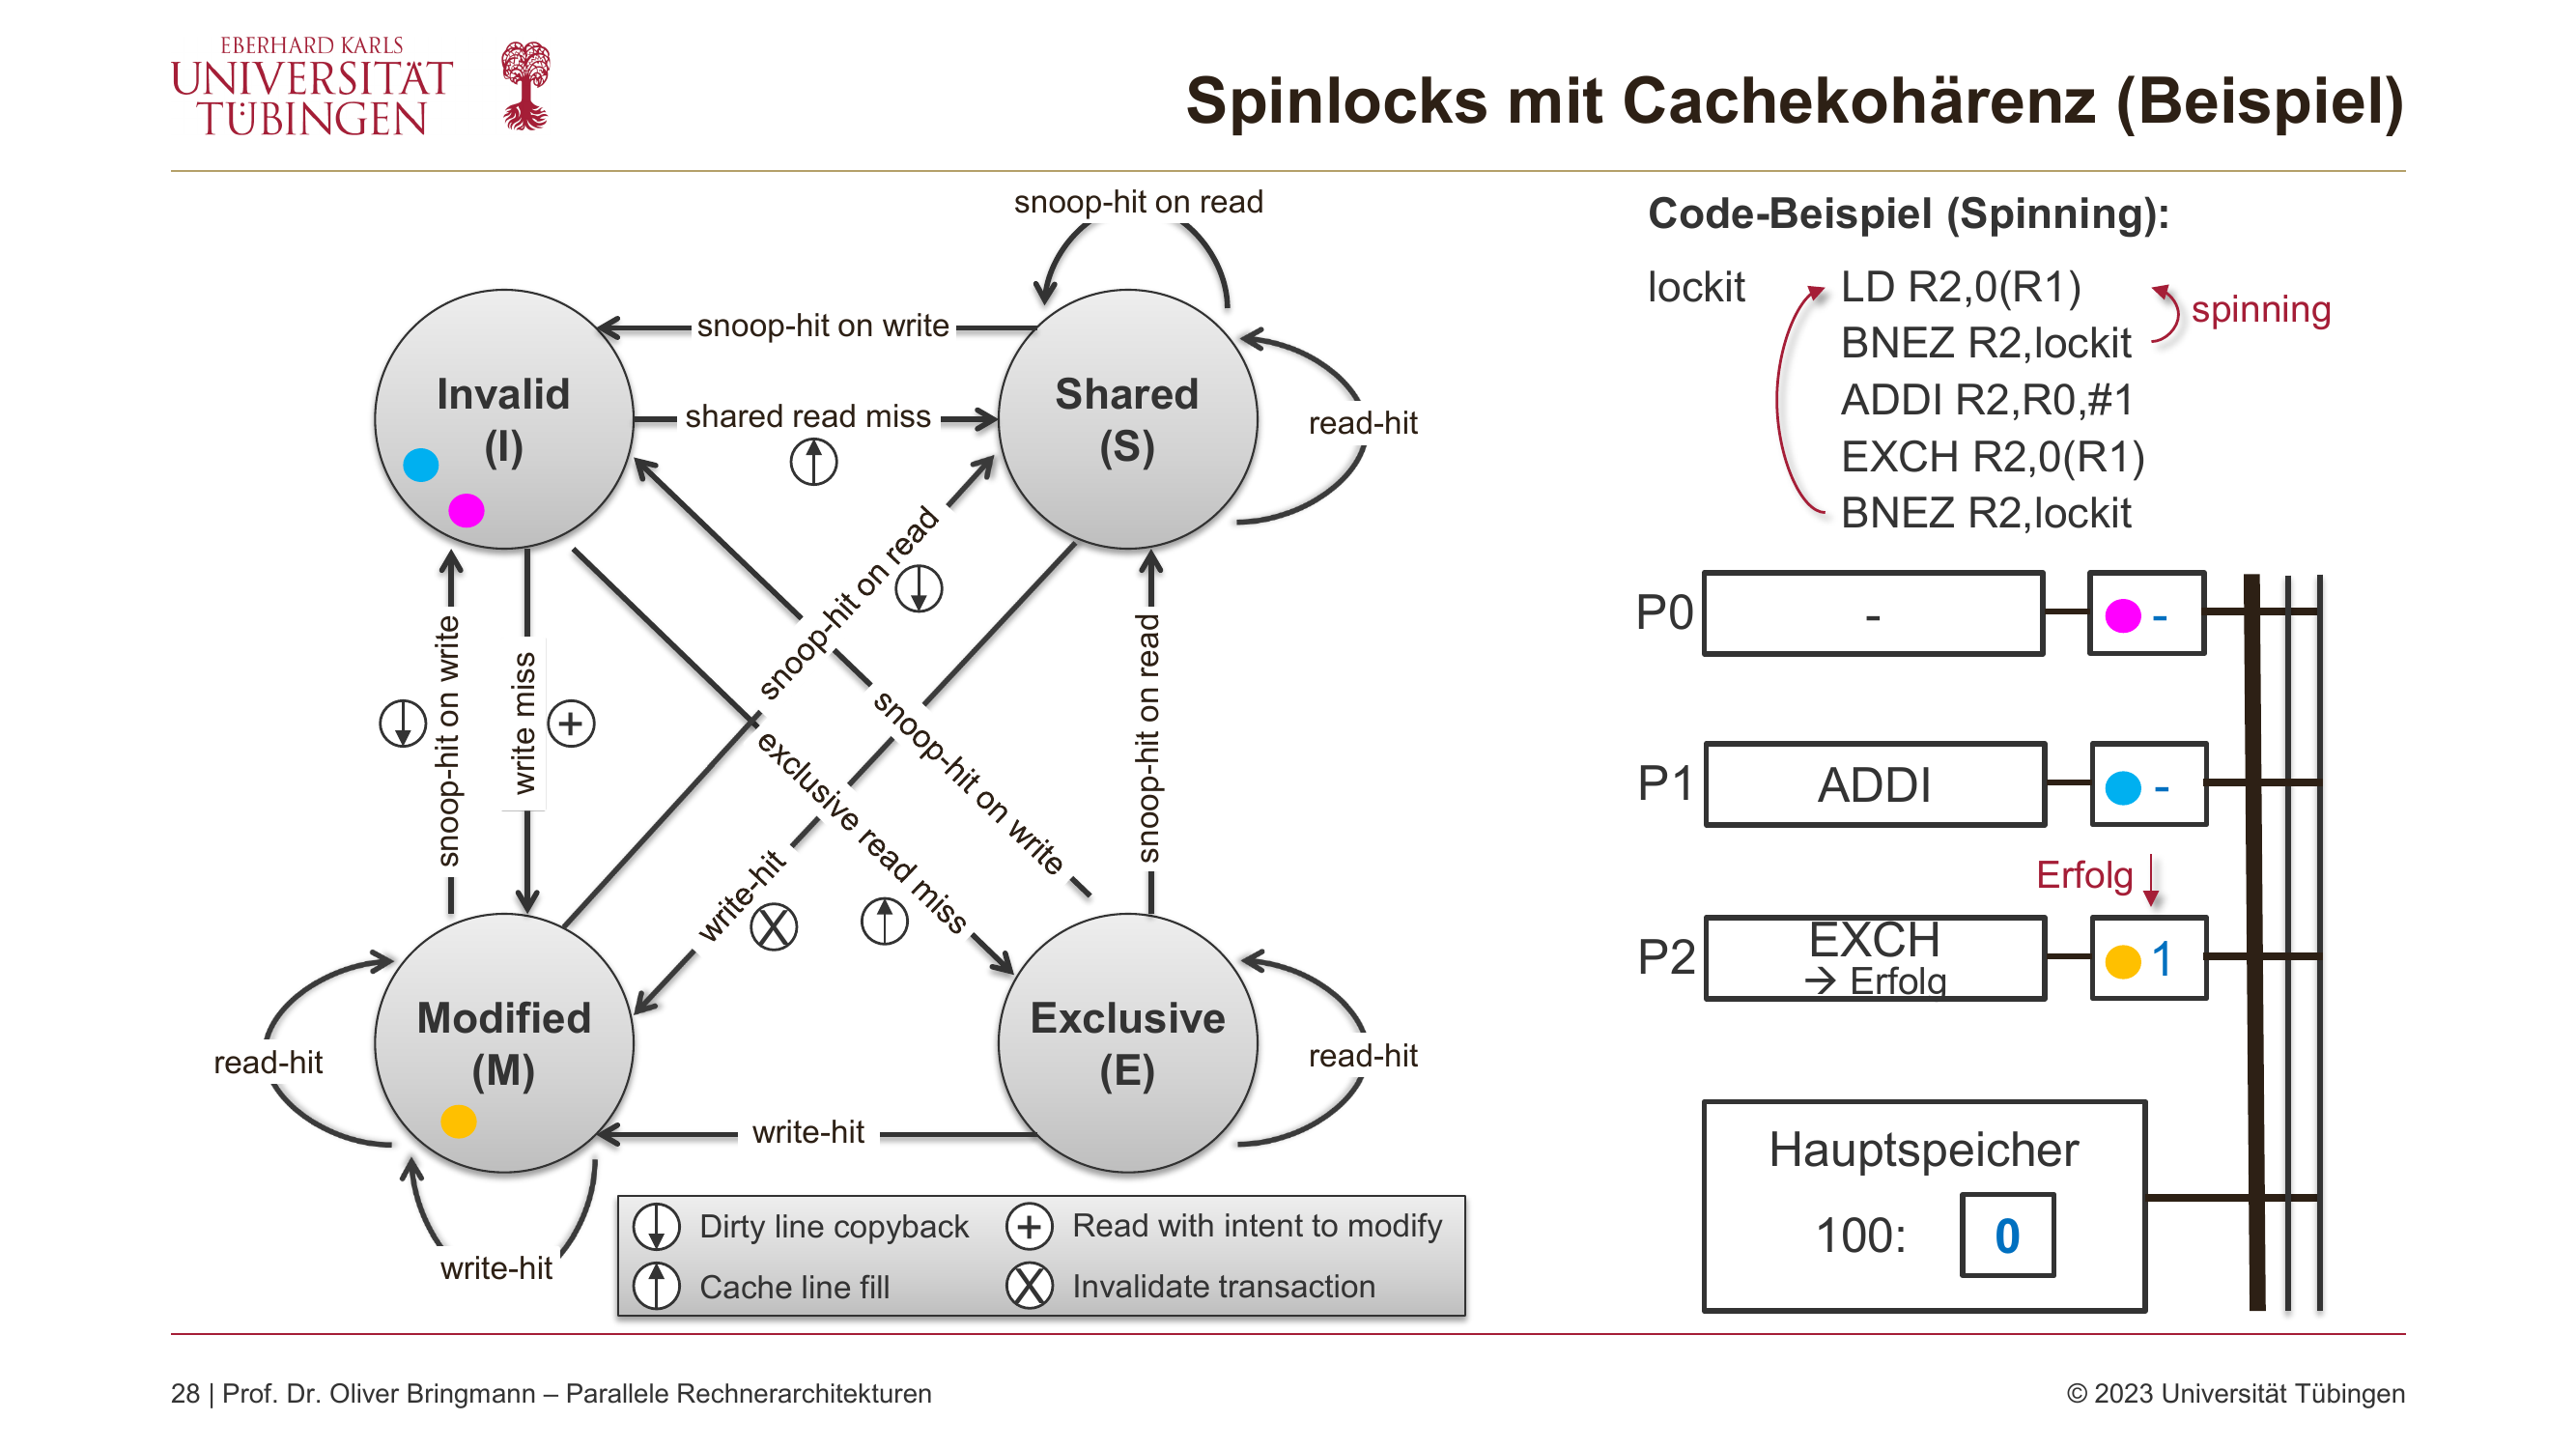 EBERHARD KARLS
UNIVERSITÄT
TÜBINGEN
Spinlocks mit Cachekohärenz (Beispiel)
snoop-hit on read
snoop-hit on write
Invalid
(I)
shared read miss
Shared
(S)
read-hit
snoop-hit on read
snoop-hit on write
write miss
snoop-hit on write
exclusive read miss
write-hit
snoop-hit on read
Modified
(M)
read-hit
write-hit
write-hit
Exclusive
(E)
read-hit
Dirty line copyback
Read with intent to modify
Cache line fill
Invalidate transaction
Code-Beispiel (Spinning):
lockit LD R2,0(R1)
spinning
BNEZ R2,lockit
ADDI R2,R0,#1
EXCH R2,0(R1)
BNEZ R2,lockit
P0 - -
P1 ADDI -
Erfolg
P2 EXCH 1
→ Erfolg
Hauptspeicher
100: 0
28 | Prof. Dr. Oliver Bringmann – Parallele Rechnerarchitekturen
© 2023 Universität Tübingen